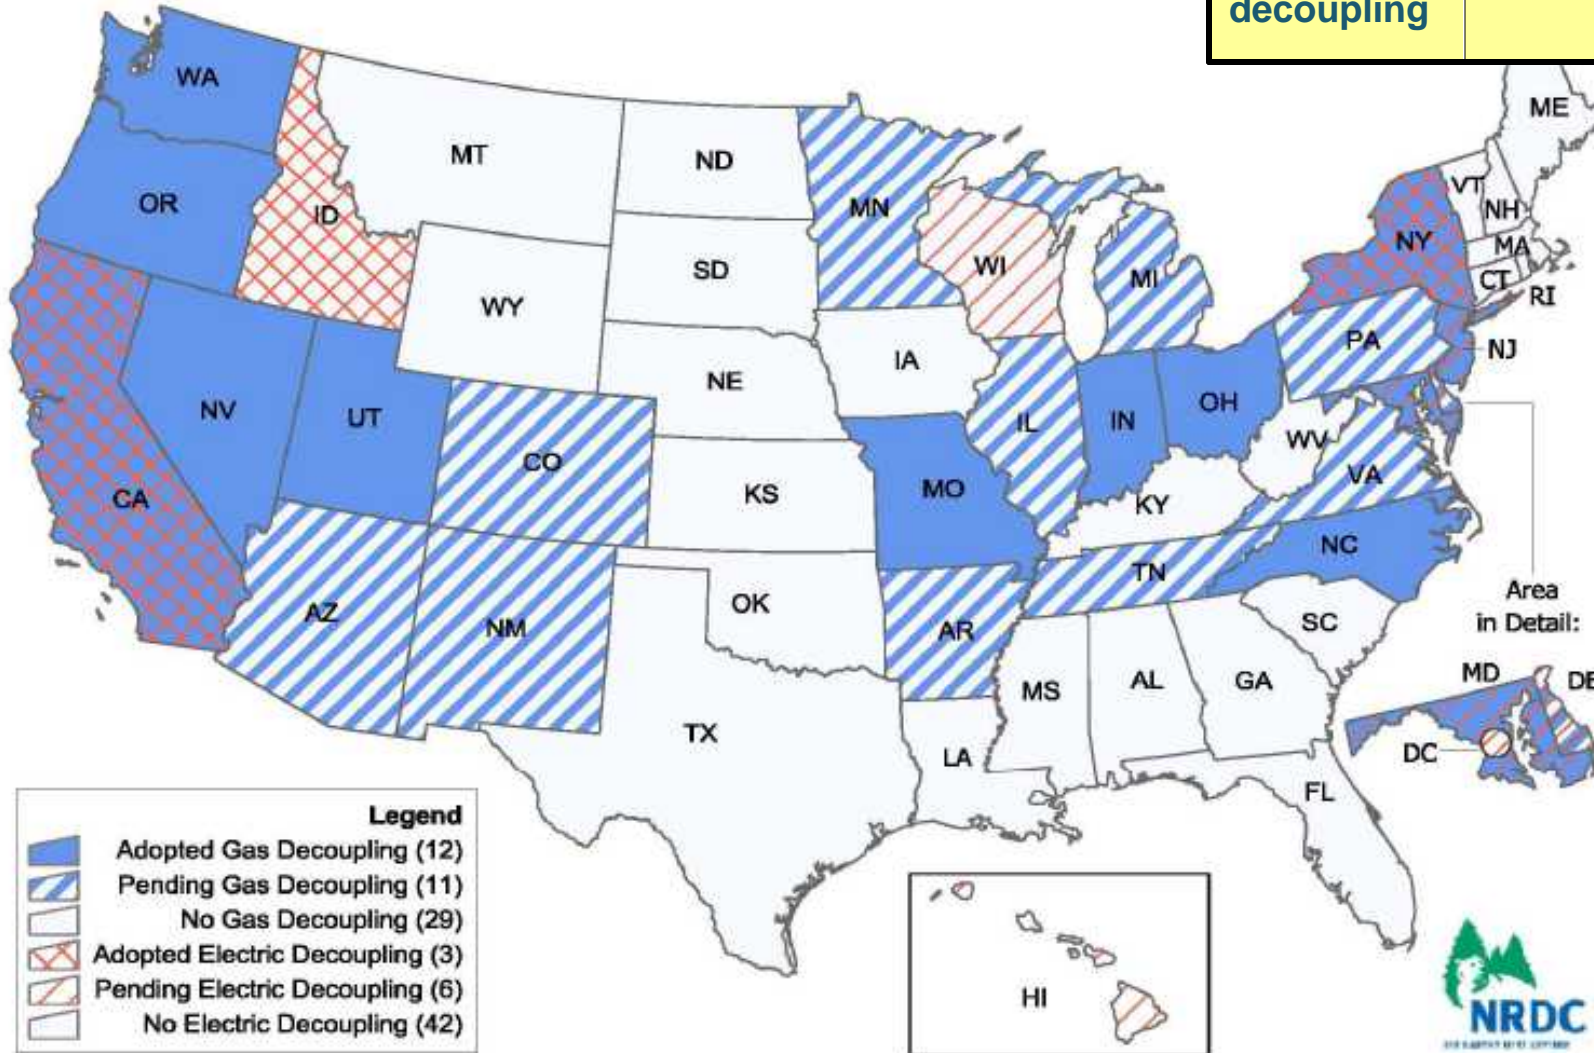 decoupling
WA
MT
ND
ME
OR
ID
MN
VT
NH
SD
WI
MI
NY
MA
CT
RI
WY
IA
PA
NJ
NE
NV
UT
CO
IL
IN
OH
WV
VA
CA
KS
MO
KY
NC
AZ
NM
OK
AR
TN
SC
Area
in Detail:
MS
AL
GA
MD
DE
TX
LA
DC
FL
HI
Legend
Adopted Gas Decoupling (12)
Pending Gas Decoupling (11)
No Gas Decoupling (29)
Adopted Electric Decoupling (3)
Pending Electric Decoupling (6)
No Electric Decoupling (42)
NRDC